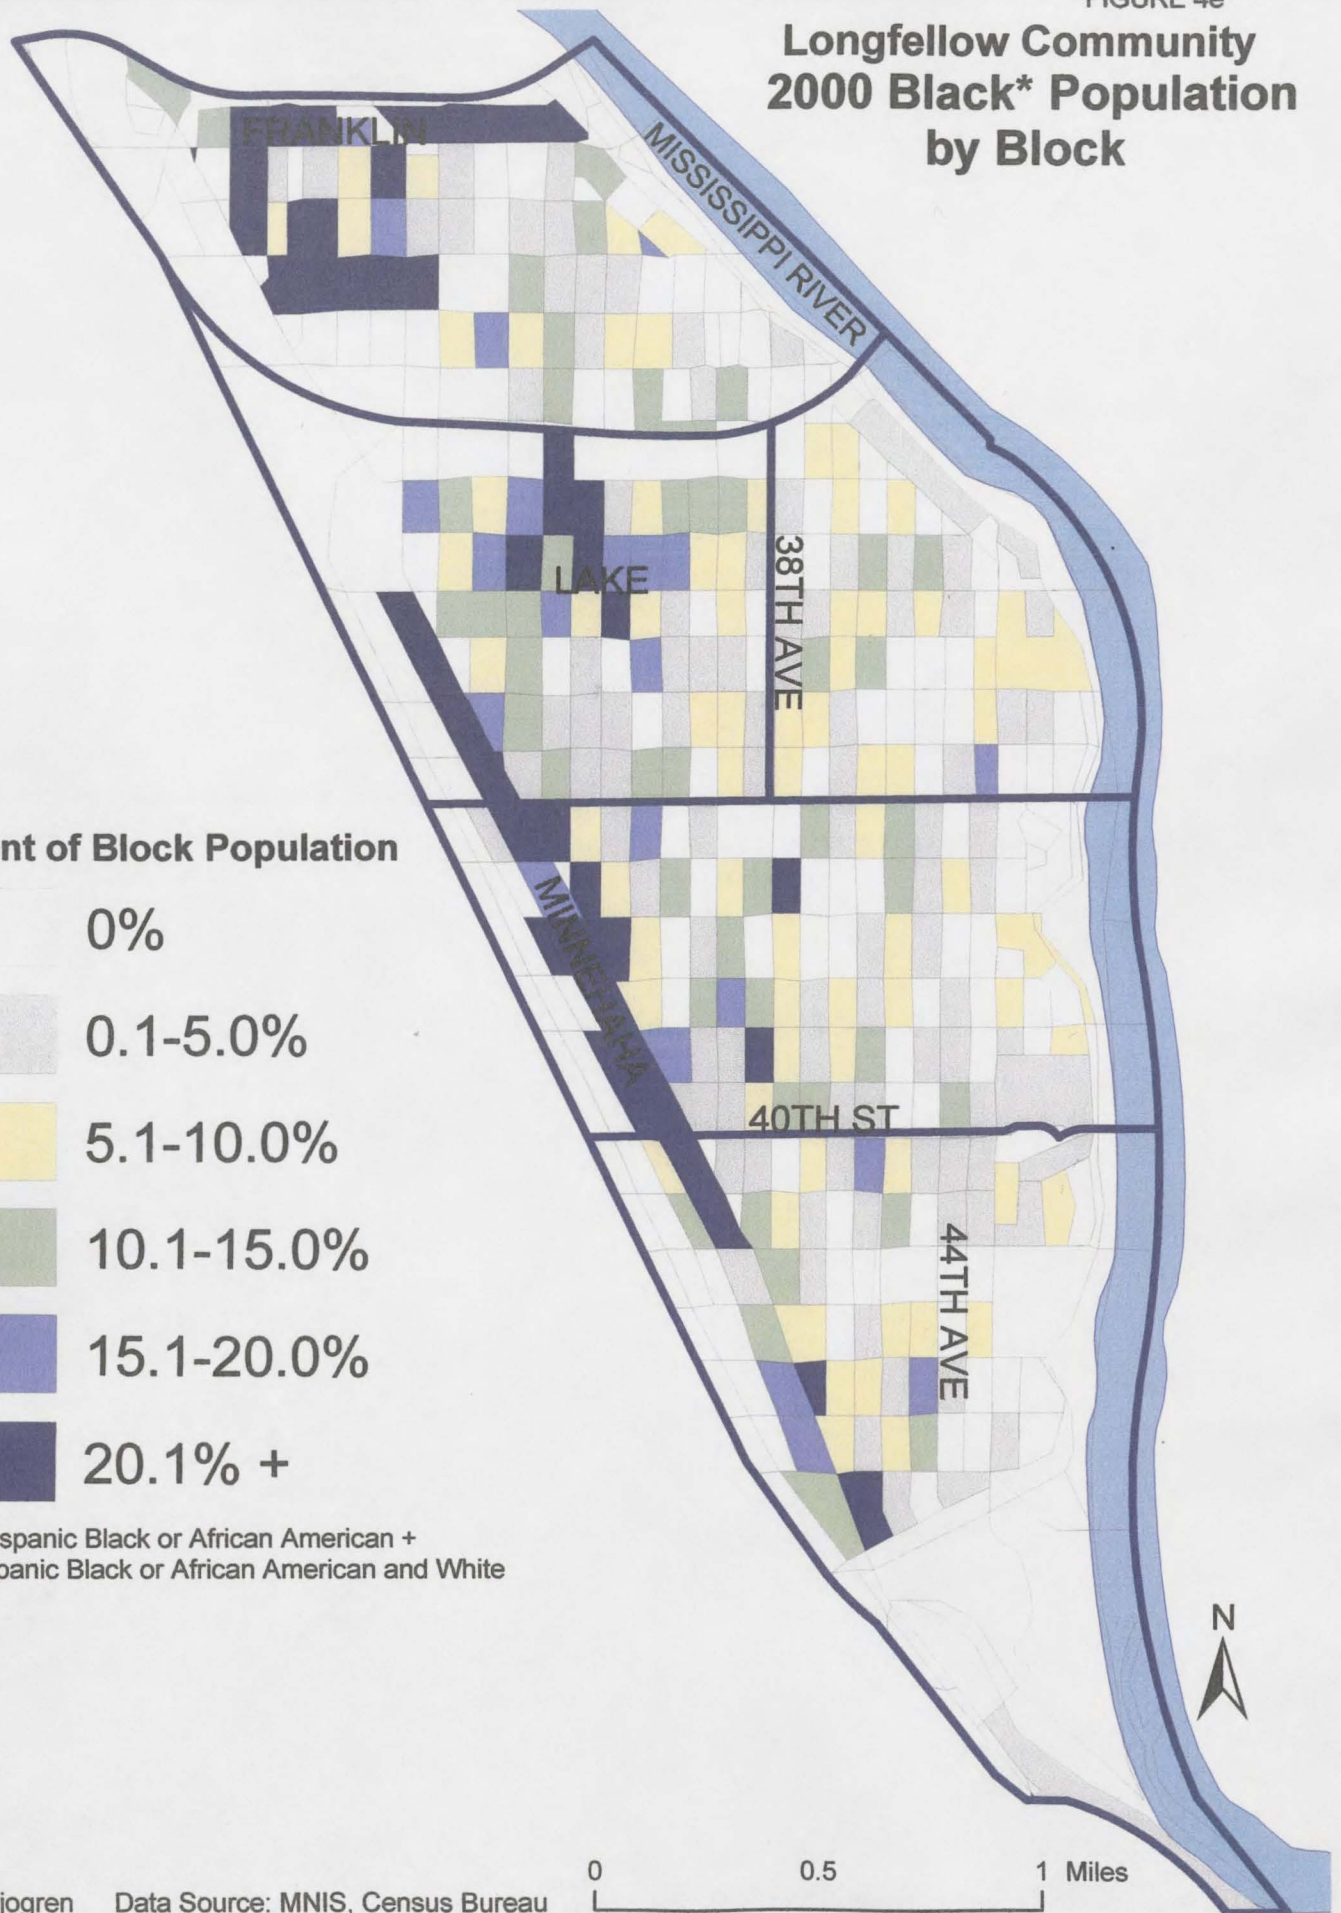 FIGURE 4e
Longfellow Community
2000 Black* Population
by Block
FRANKLIN
MISSISSIPPI RIVER
38TH AVE
LAKE
nt of Block Population
0%
0.1-5.0%
MINNEHAHA
5.1-10.0%
40TH ST
10.1-15.0%
44TH AVE
15.1-20.0%
20.1% +
spanic Black or African American +
panic Black or African American and White
N
0 0.5 1 Miles
jogren Data Source: MNIS, Census Bureau